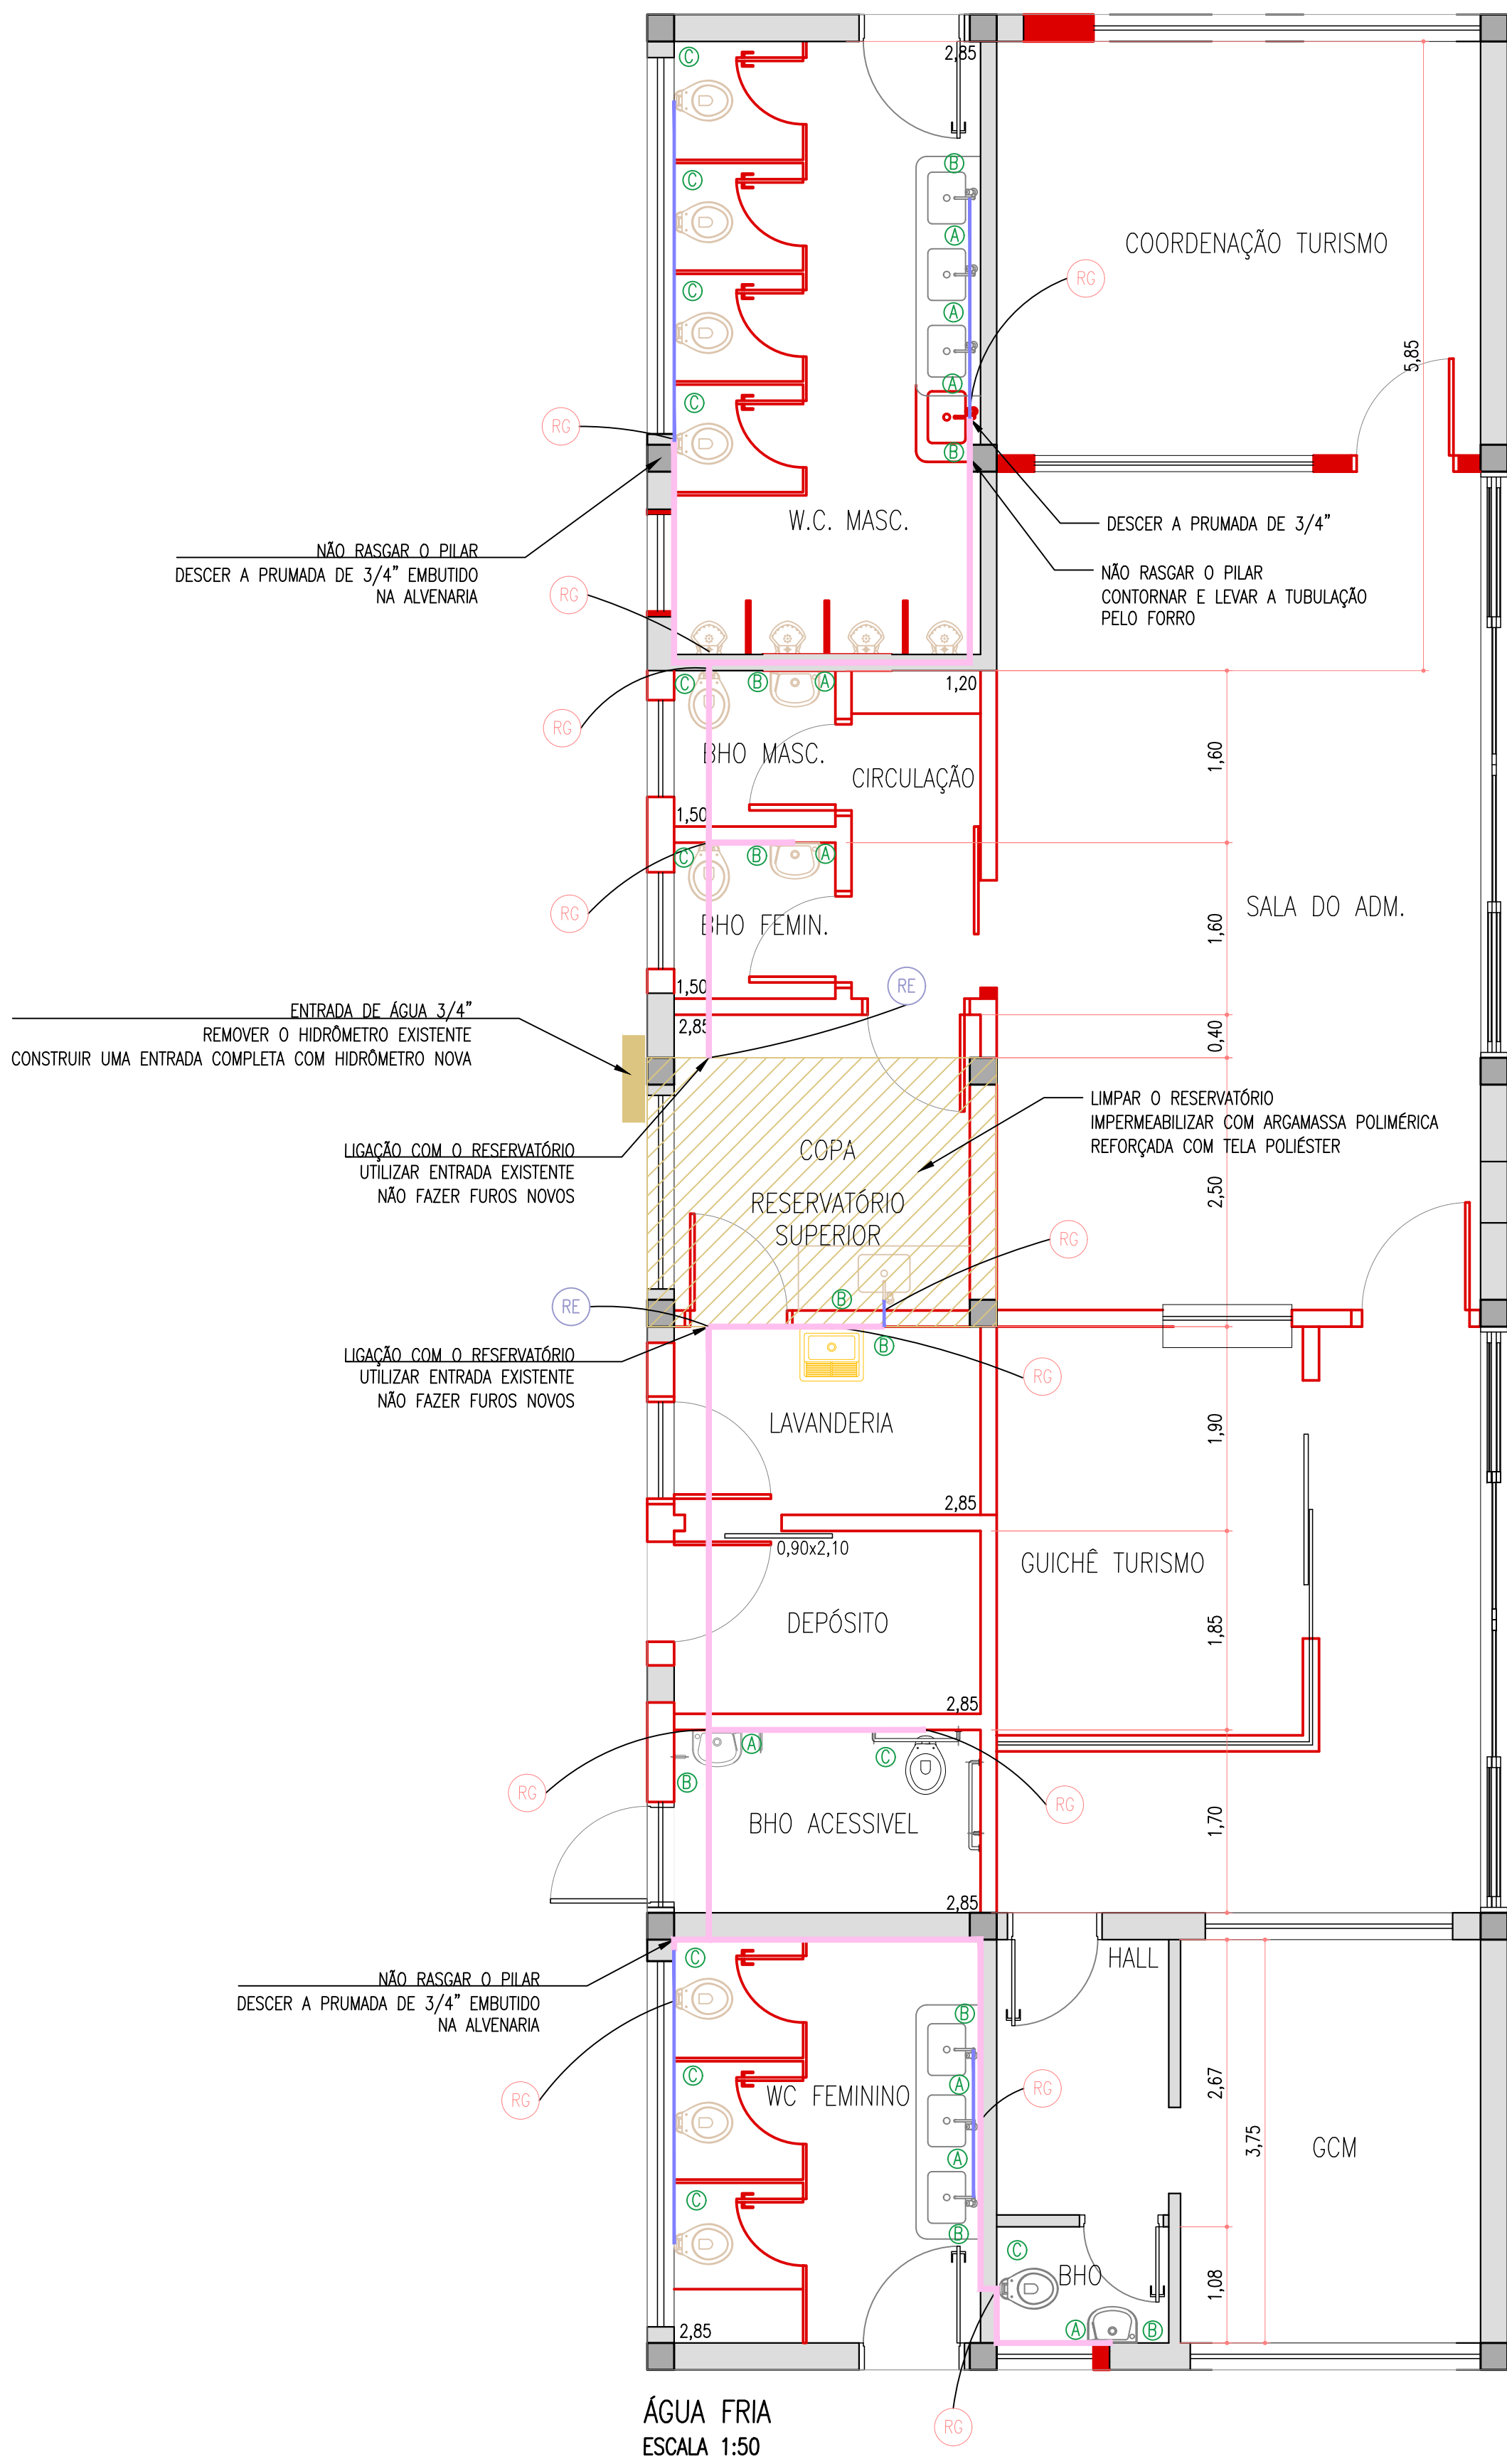 C
2,85
C
B
COORDENAÇÃO TURISMO
A
RG
C
A
5,85
C
A
RG
B
W.C. MASC.
DESCER A PRUMADA DE 3/4”
NÃO RASGAR O PILAR
DESCER A PRUMADA DE 3/4” EMBUTIDO
NA ALVENARIA
NÃO RASGAR O PILAR
CONTORNAR E LEVAR A TUBULAÇÃO
PELO FORRO
RG
C
B
A
1,20
RG
BHO MASC.
1,60
CIRCULAÇÃO
1,50
C
B
A
RG
BHO FEMIN.
SALA DO ADM.
1,60
1,50
RE
ENTRADA DE ÁGUA 3/4”
REMOVER O HIDRÔMETRO EXISTENTE
CONSTRUIR UMA ENTRADA COMPLETA COM HIDRÔMETRO NOVA
2,85
0,40
LIMPAR O RESERVATÓRIO
IMPERMEABILIZAR COM ARGAMASSA POLIMÉRICA
REFORÇADA COM TELA POLIÉSTER
LIGAÇÃO COM O RESERVATÓRIO
UTILIZAR ENTRADA EXISTENTE
NÃO FAZER FUROS NOVOS
COPA
RESERVATÓRIO
SUPERIOR
2,50
RG
B
RE
B
LIGAÇÃO COM O RESERVATÓRIO
UTILIZAR ENTRADA EXISTENTE
NÃO FAZER FUROS NOVOS
RG
LAVANDERIA
1,90
2,85
0,90x2,10
GUICHÊ TURISMO
DEPÓSITO
1,85
2,85
A
C
B
RG
RG
BHO ACESSIVEL
1,70
2,85
C
HALL
NÃO RASGAR O PILAR
DESCER A PRUMADA DE 3/4” EMBUTIDO
NA ALVENARIA
B
C
A
RG
RG
WC FEMININO
2,67
3,75
GCM
A
C
B
C
BHO
1,08
2,85
A
B
RG
ÁGUA FRIA
ESCALA 1:50